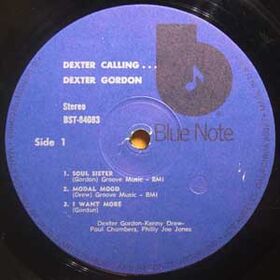 DEXTER CALLING . . .
DEXTER GORDON
Stereo
BST-84083
Side 1
b
Blue Note
1. SOUL SISTER
(Gordon) Groove Music - BMI
2. MODAL MOOD
(Drew) Groove Music - BMI
3. I WANT MORE
(Gordon)
Dexter Gordon-Kenny Drew-
Paul Chambers, Philly Joe Jones